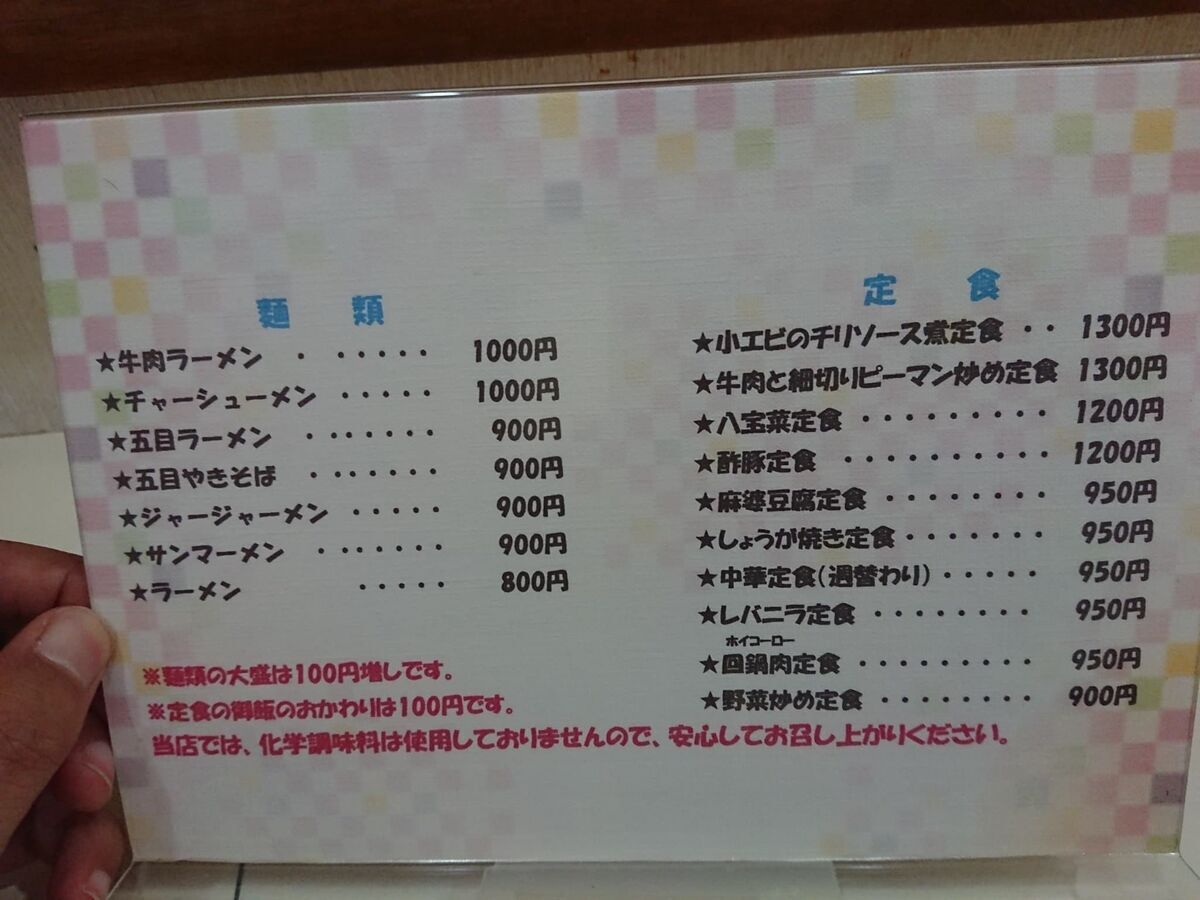 麺類
★牛肉ラーメン ・ ・・・・・ 1000円
★チャーシューメン ・・・・・ 1000円
★五目ラーメン ・・・・・・・ 900円
★五目やきそば ・・・・・・・ 900円
★ジャージャーメン ・・・・・ 900円
★サンマーメン ・・・・・・・ 900円
★ラーメン ・・・・・ 800円
※麺類の大盛は100円増しです。
※定食の御飯のおかわりは100円です。
定食
★小エビのチリソース煮定食 ・・ 1300円
★牛肉と細切りピーマン炒め定食 1300円
★八宝菜定食 ・・・・・・・・・ 1200円
★酢豚定食 ・・・・・・・・・・ 1200円
★麻婆豆腐定食 ・・・・・・・・ 950円
★しょうが焼き定食・・・・・・・ 950円
★中華定食(週替わり)・・・・・ 950円
★レバニラ定食 ・・・・・・・・ 950円
ホイコーロー
★回鍋肉定食・・・・・・・・・ 950円
★野菜炒め定食 ・・・・・・・・ 900円
当店では、化学調味料は使用しておりませんので、安心してお召し上がりください。